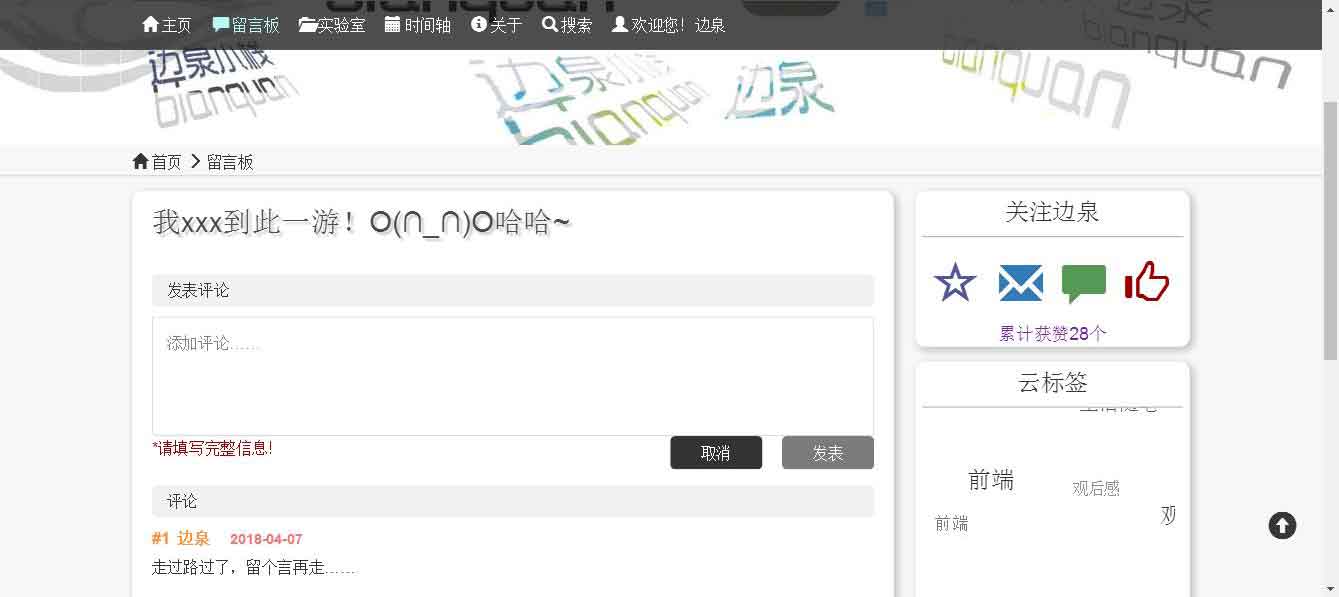 主页 留言板 实验室 时间轴 关于 搜索 欢迎您！边泉
边泉小栈
bianquan
边泉小栈
bianquan
边泉
bianquan
bianquan
首页 留言板
我xxx到此一游！O(∩_∩)O哈哈~
发表评论
添加评论……
*请填写完整信息!
取消 发表
评论
#1 边泉 2018-04-07
走过路过了，留个言再走……
关注边泉
累计获赞28个
云标签
生活随笔
前端
观后感
前端